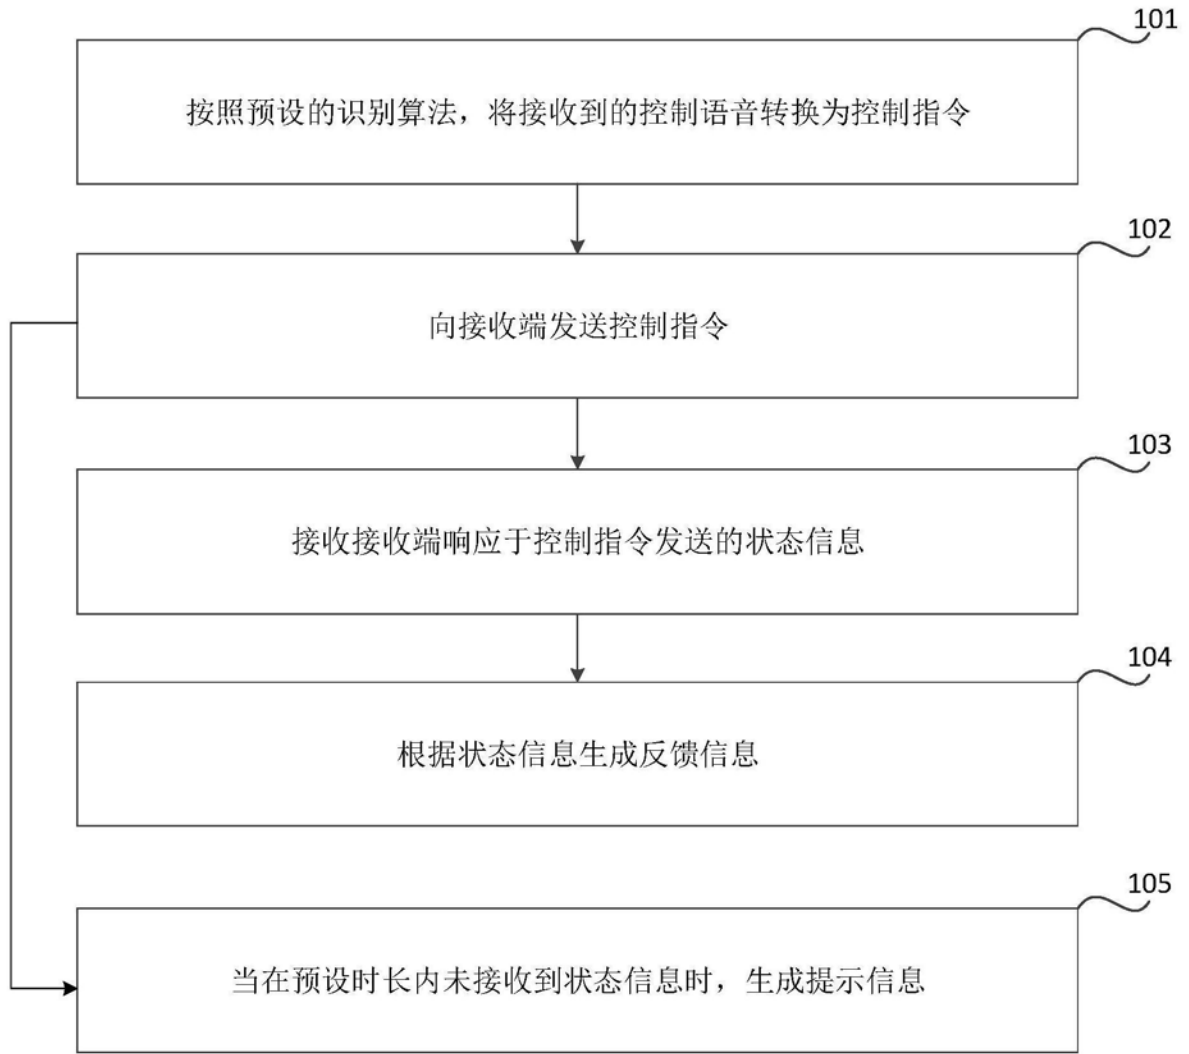 101
按照预设的识别算法，将接收到的控制语音转换为控制指令
102
向接收端发送控制指令
103
接收接收端响应于控制指令发送的状态信息
104
根据状态信息生成反馈信息
105
当在预设时长内未接收到状态信息时，生成提示信息